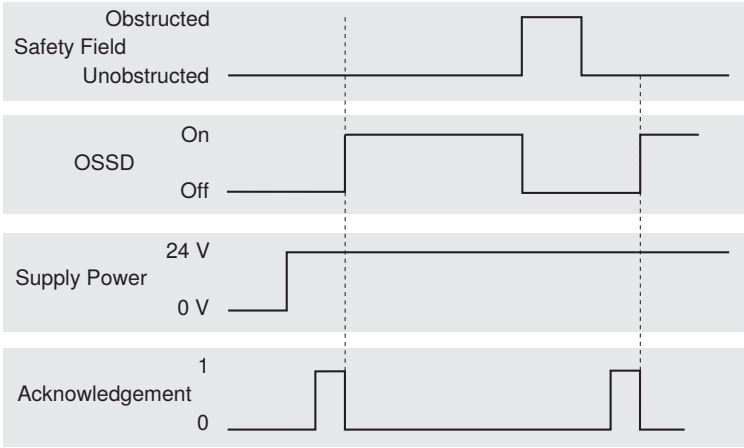 Obstructed
Safety Field
Unobstructed
On
OSSD
Off
24 V
Supply Power
0 V
1
Acknowledgement
0